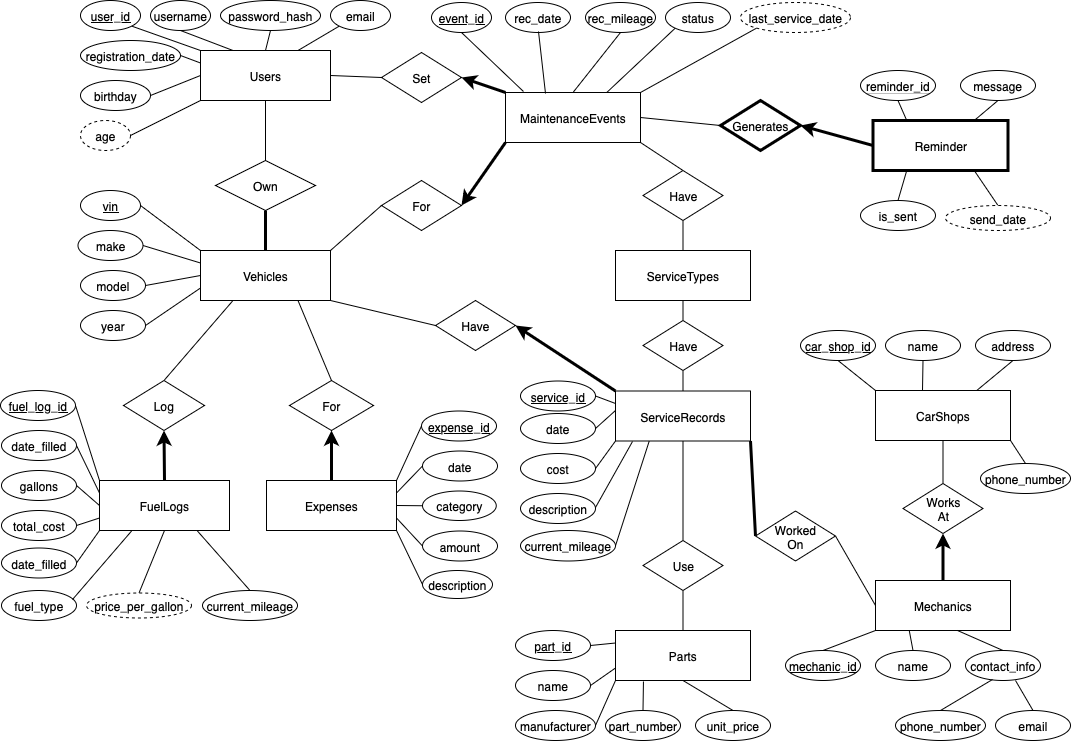 user_id
username
password_hash
email
registration_date
birthday
age
Users
event_id
rec_date
rec_mileage
status
last_service_date
Set
MaintenanceEvents
Generates
reminder_id
message
Reminder
is_sent
send_date
Own
For
Have
vin
make
model
year
Vehicles
ServiceTypes
Have
Have
Log
For
fuel_log_id
date_filled
gallons
total_cost
date_filled
fuel_type
price_per_gallon
current_mileage
FuelLogs
Expenses
expense_id
date
category
amount
description
service_id
date
cost
description
current_mileage
ServiceRecords
car_shop_id
name
address
CarShops
phone_number
Works
At
Worked
On
Use
Mechanics
mechanic_id
name
contact_info
phone_number
email
part_id
name
manufacturer
part_number
unit_price
Parts